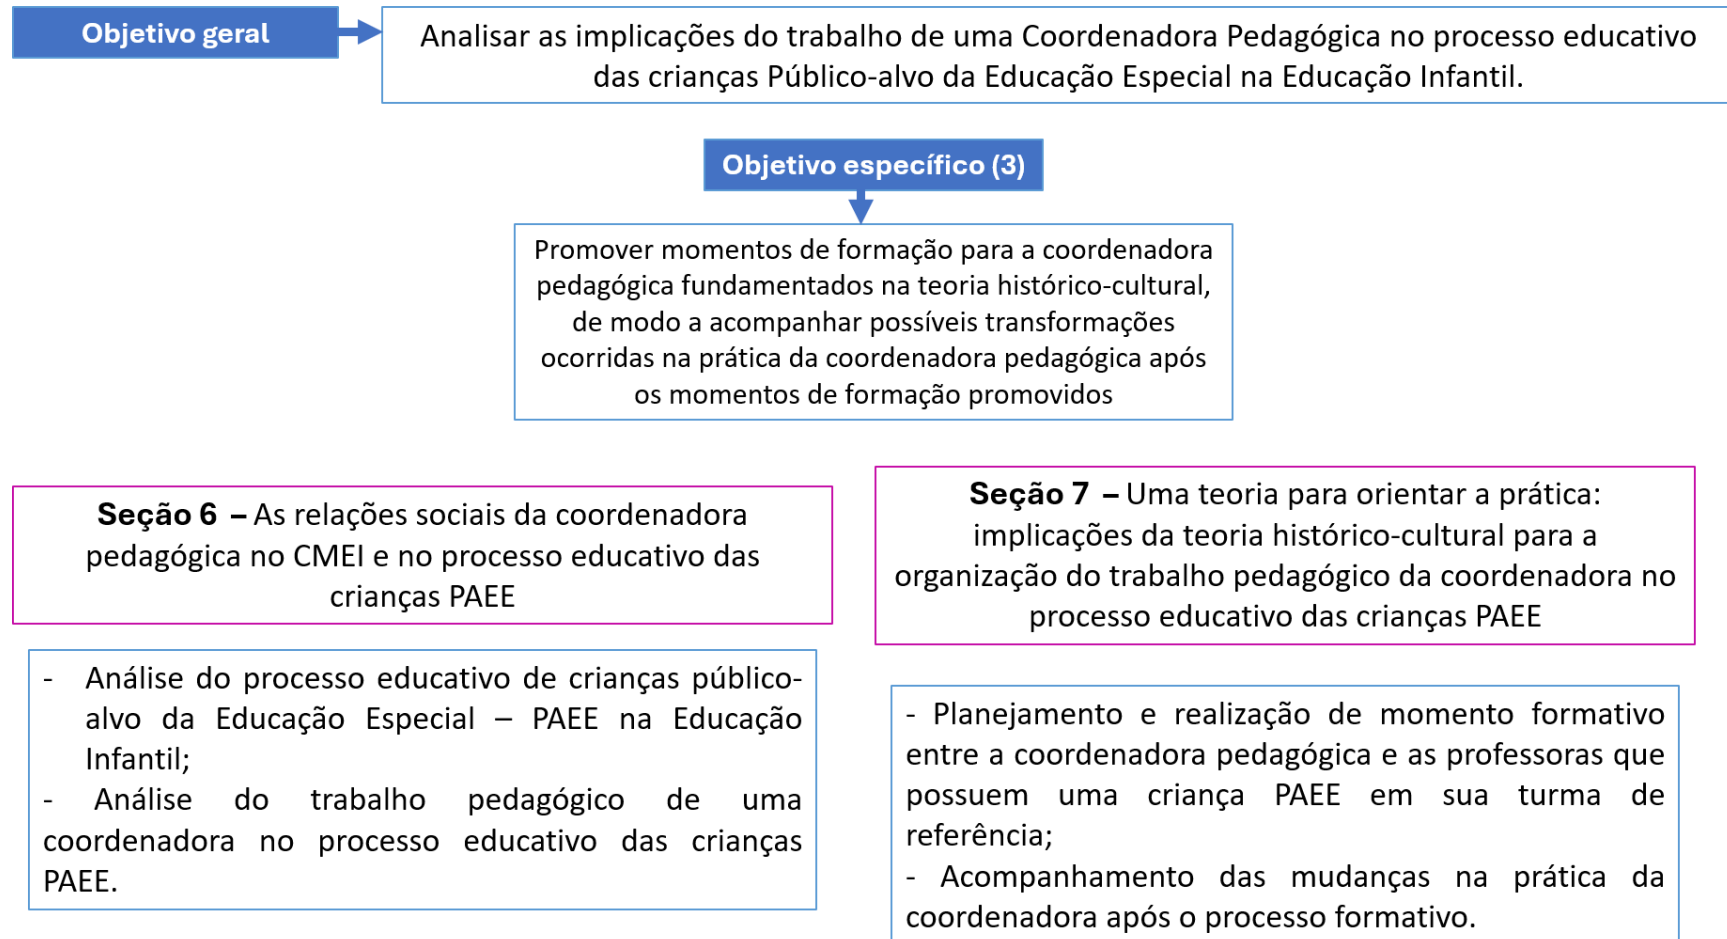 Objetivo geral
Analisar as implicações do trabalho de uma Coordenadora Pedagógica no processo educativo
das crianças Público-alvo da Educação Especial na Educação Infantil.
Objetivo específico (3)
Promover momentos de formação para a coordenadora
pedagógica fundamentados na teoria histórico-cultural,
de modo a acompanhar possíveis transformações
ocorridas na prática da coordenadora pedagógica após
os momentos de formação promovidos
Seção 6 – As relações sociais da coordenadora
pedagógica no CMEI e no processo educativo das
crianças PAEE
- Análise do processo educativo de crianças público-
alvo da Educação Especial – PAEE na Educação
Infantil;
- Análise do trabalho pedagógico de uma
coordenadora no processo educativo das crianças
PAEE.
Seção 7 – Uma teoria para orientar a prática:
implicações da teoria histórico-cultural para a
organização do trabalho pedagógico da coordenadora no
processo educativo das crianças PAEE
- Planejamento e realização de momento formativo
entre a coordenadora pedagógica e as professoras que
possuem uma criança PAEE em sua turma de
referência;
- Acompanhamento das mudanças na prática da
coordenadora após o processo formativo.